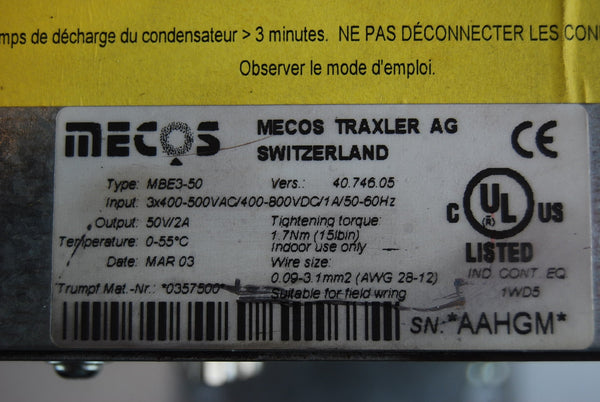 mps de décharge du condensateur > 3 minutes. NE PAS DÉCONNECTER LES CON
Observer le mode d'emploi.
MECOS MECOS TRAXLER AG
SWITZERLAND
CE
Type: MBE3-50 Vers.: 40.746.05
Input: 3x400-500VAC/400-800VDC/1A/50-60Hz
Output: 50V/2A Tightening torque:
1.7Nm (15lbin)
Temperature: 0-55°C Indoor use only
Date: MAR 03 Wire size:
0.09-3.1mm2 (AWG 28-12)
Trumpf Mat.-Nr.: *0357500* Suitable for field wring
C UL US
(R)
LISTED
IND CONT EQ
1WD5
SN:*AAHGM*